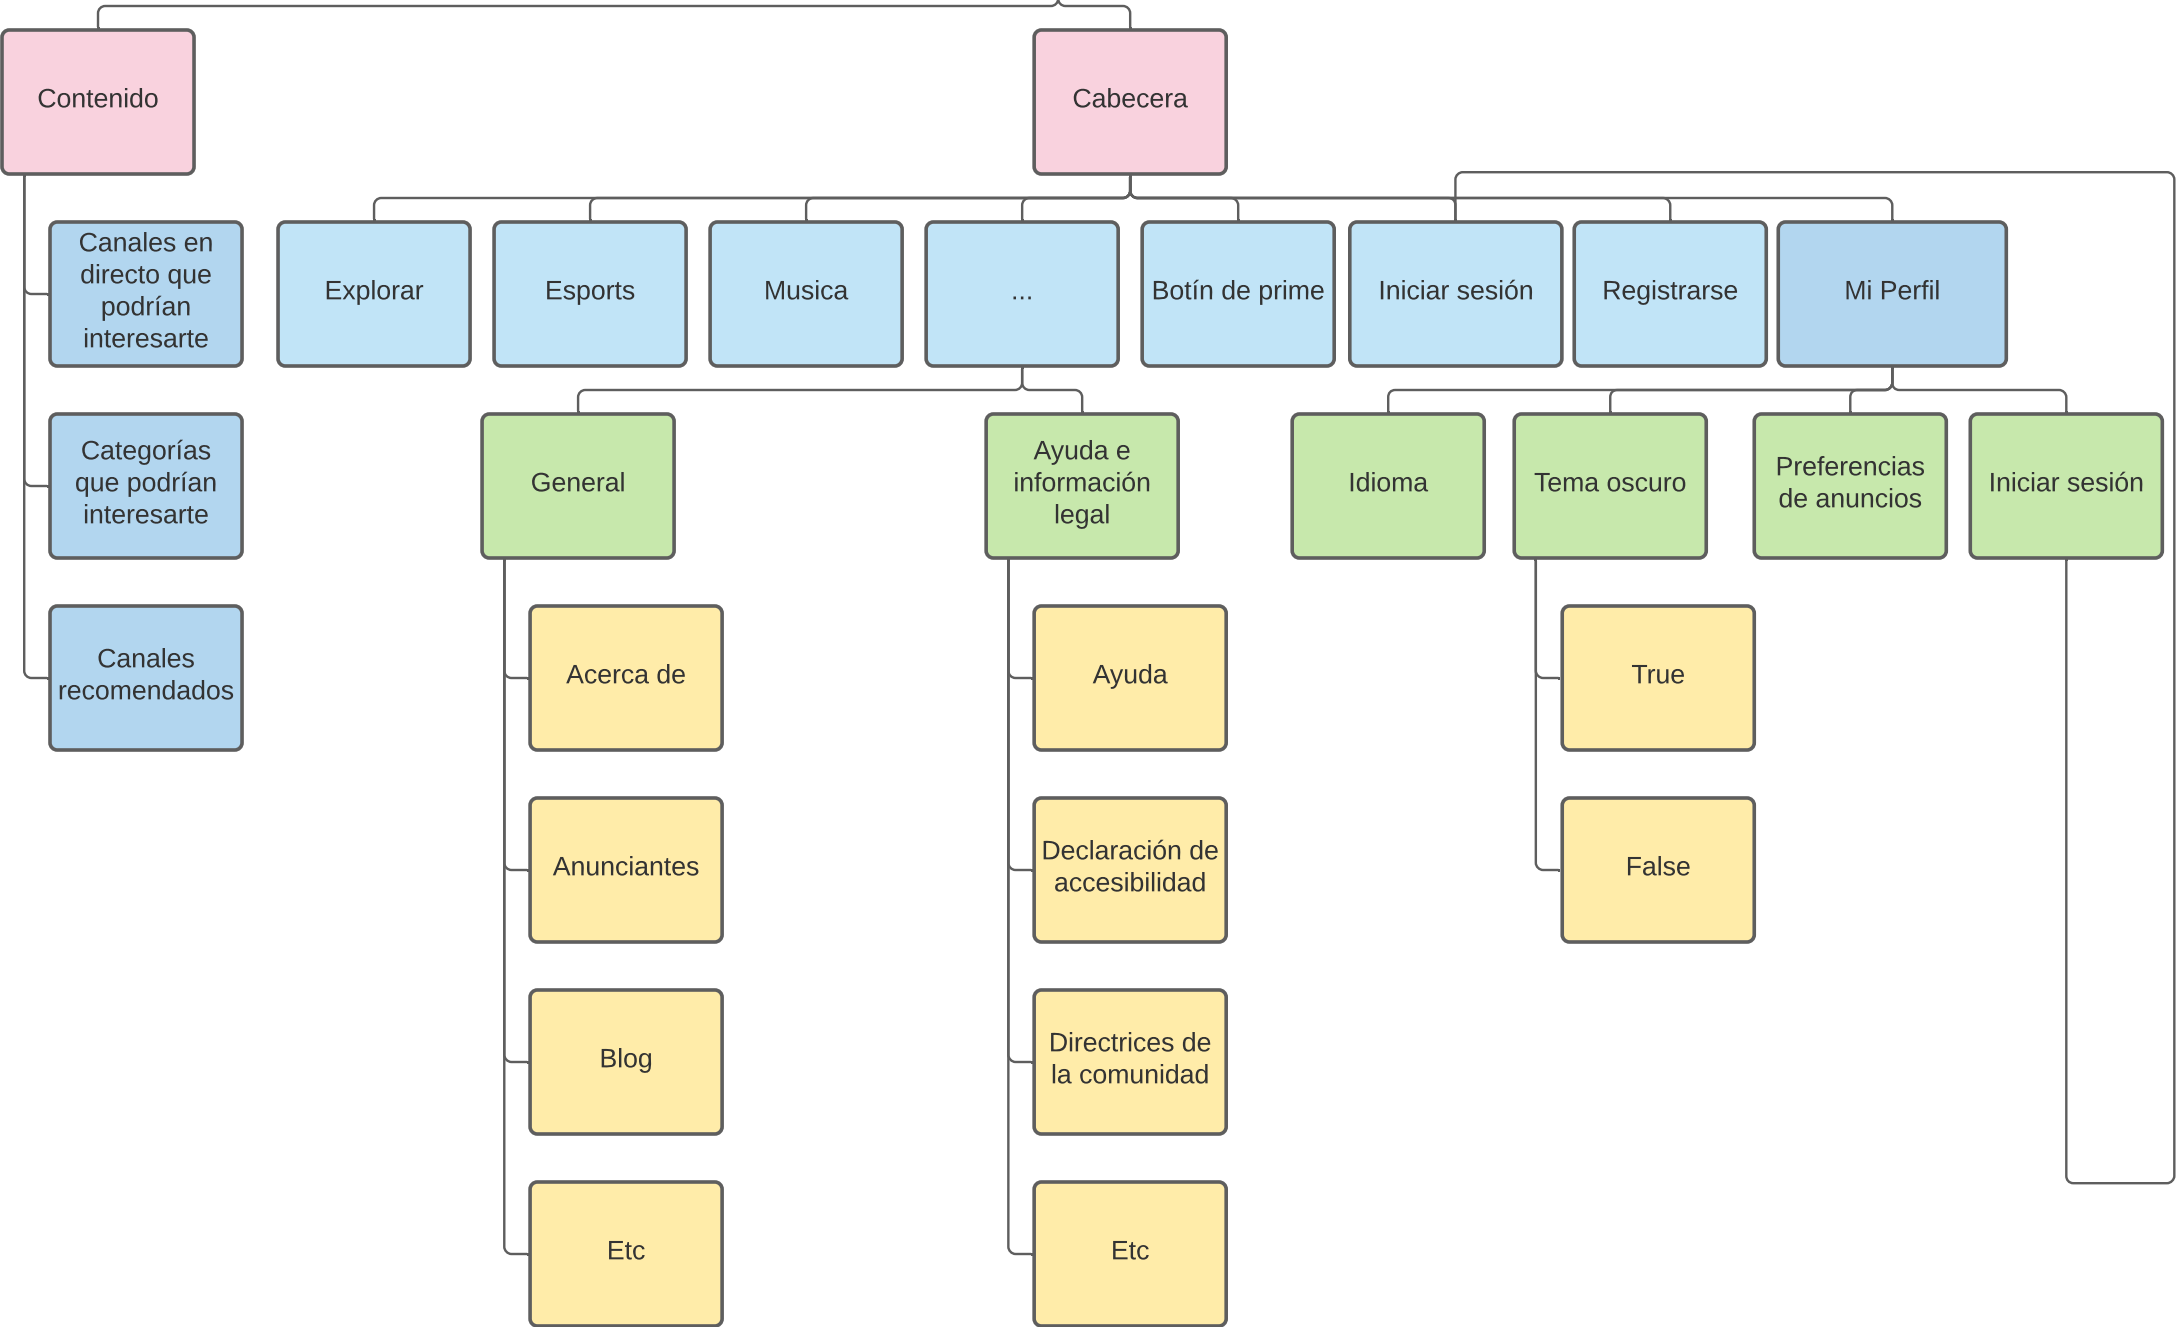 Contenido
Cabecera
Canales en
directo que
podrían
interesarte
Explorar
Esports
Musica
...
Botín de prime
Iniciar sesión
Registrarse
Mi Perfil
Categorías
que podrían
interesarte
General
Ayuda e
información
legal
Idioma
Tema oscuro
Preferencias
de anuncios
Iniciar sesión
Canales
recomendados
Acerca de
Ayuda
True
Anunciantes
Declaración de
accesibilidad
False
Blog
Directrices de
la comunidad
Etc
Etc